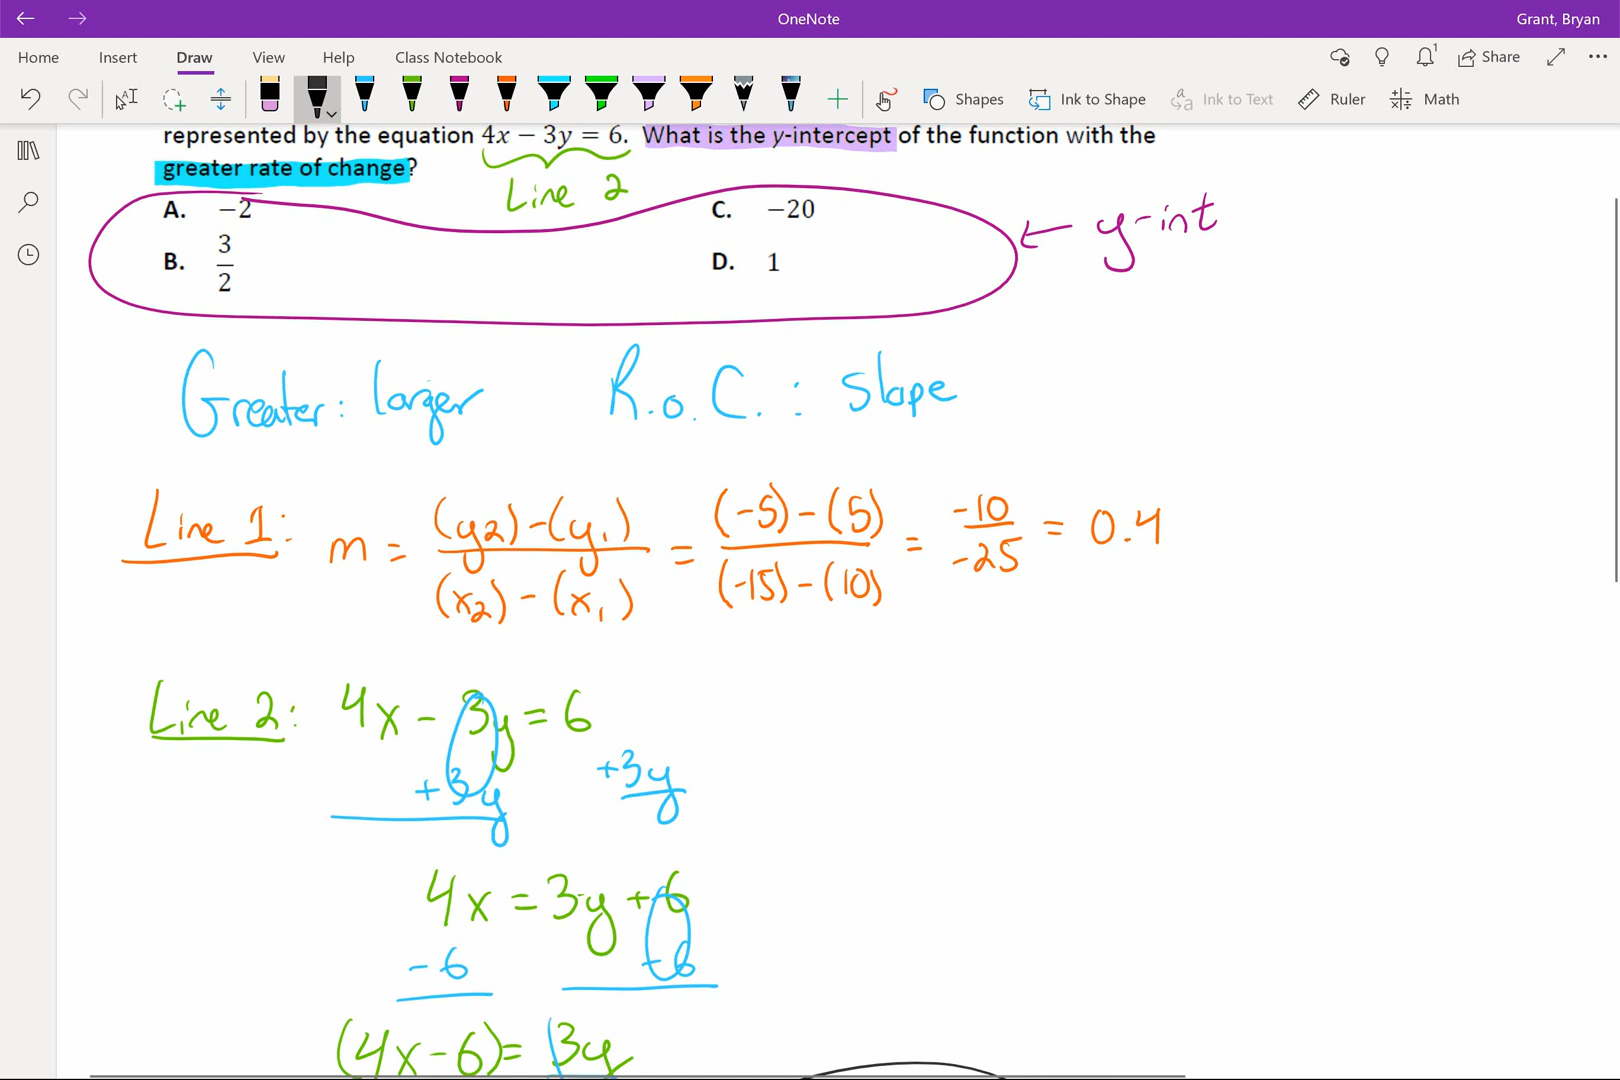 OneNote
Grant, Bryan
Home Insert Draw View Help Class Notebook
1
Share
Shapes Ink to Shape Ink to Text Ruler Math
represented by the equation 4x − 3y = 6. What is the y-intercept of the function with the
greater rate of change?
Line 2
A. −2 C. −20
← y-int
B. 3/2 D. 1
Greater: larger R.o.C. : slope
Line 1: m = (y2)-(y1)/(x2)-(x1) = (-5)-(5)/(-15)-(10) = -10/-25 = 0.4
Line 2: 4x - 3y = 6
+3y +3y
4x = 3y + 6
-6 -6
(4x-6) = 3y